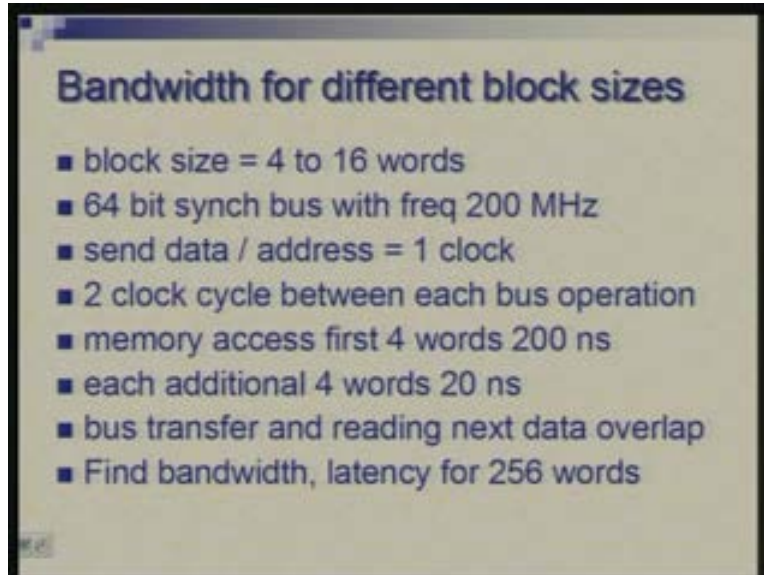 Bandwidth for different block sizes
■ block size = 4 to 16 words
■ 64 bit synch bus with freq 200 MHz
■ send data / address = 1 clock
■ 2 clock cycle between each bus operation
■ memory access first 4 words 200 ns
■ each additional 4 words 20 ns
■ bus transfer and reading next data overlap
■ Find bandwidth, latency for 256 words